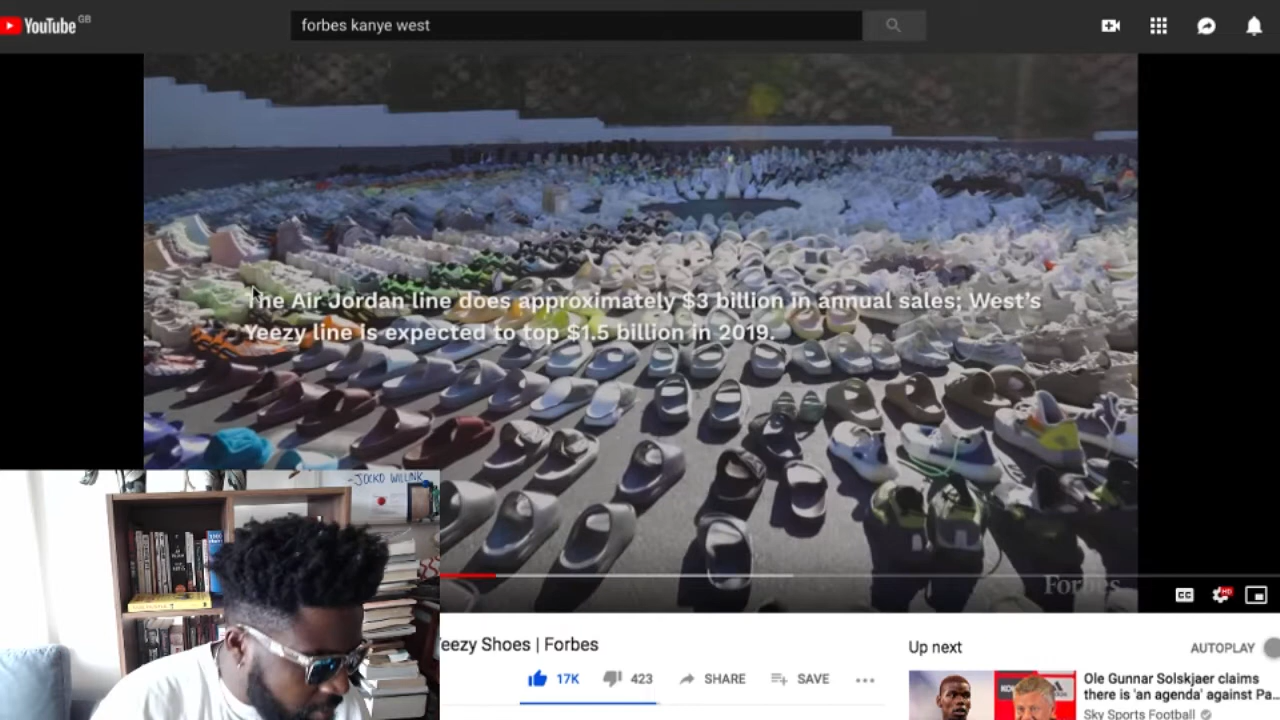 YouTube GB
forbes kanye west
The Air Jordan line does approximately $3 billion in annual sales; West's
Yeezy line is expected to top $1.5 billion in 2019.
-JOCKO WILLINK
Forbes
CC
HD
eezy Shoes | Forbes
17K
423
SHARE
SAVE
Up next
AUTOPLAY
Ole Gunnar Solskjaer claims
there is 'an agenda' against Pa...
Sky Sports Football